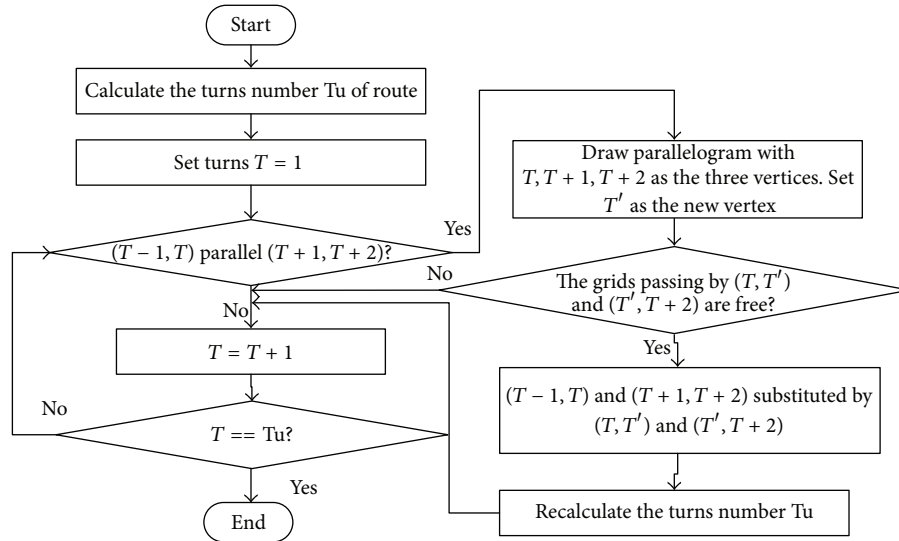 Start
Calculate the turns number Tu of route
Set turns T = 1
(T − 1, T) parallel (T + 1, T + 2)?
Yes
No
T = T + 1
T == Tu?
No
Yes
End
Draw parallelogram with
T, T + 1, T + 2 as the three vertices. Set
T′ as the new vertex
The grids passing by (T, T′)
and (T′, T + 2) are free?
No
Yes
(T − 1, T) and (T + 1, T + 2) substituted by
(T, T′) and (T′, T + 2)
Recalculate the turns number Tu